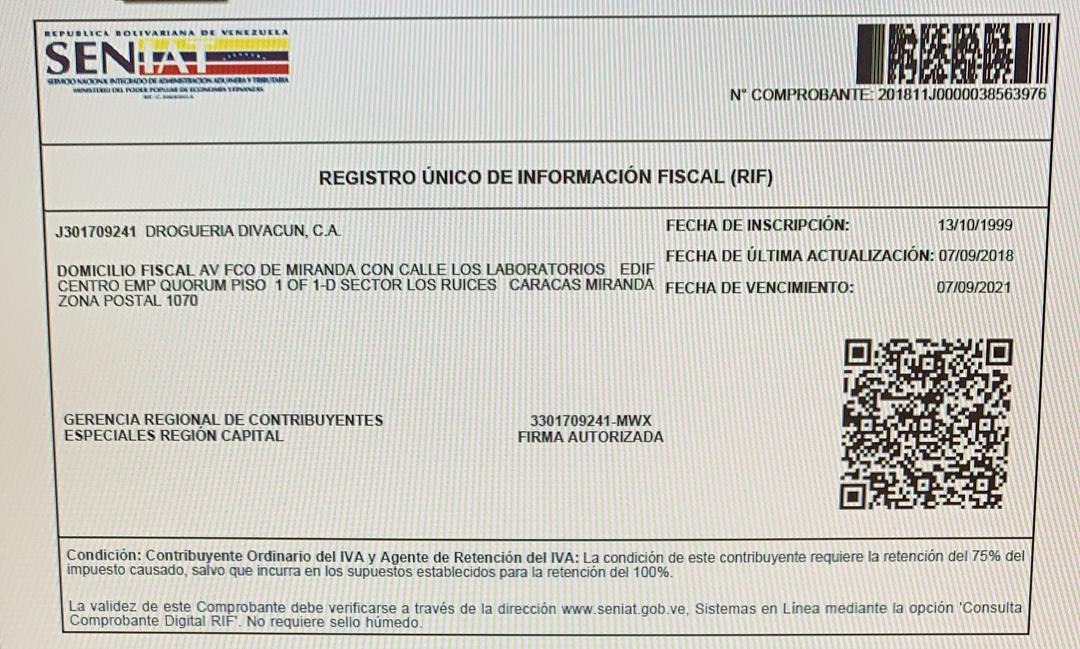 REPUBLICA BOLIVARIANA DE VENEZUELA
SENIAT
SERVICIO NACIONAL INTEGRADO DE ADMINISTRACION ADUANERA Y TRIBUTARIA
MINISTERIO DEL PODER POPULAR DE ECONOMIA Y FINANZAS
N° COMPROBANTE: 201811J0000038563976
REGISTRO ÚNICO DE INFORMACIÓN FISCAL (RIF)
J301709241 DROGUERIA DIVACUN, C.A.
DOMICILIO FISCAL AV FCO DE MIRANDA CON CALLE LOS LABORATORIOS EDIF
CENTRO EMP QUORUM PISO 1 OF 1-D SECTOR LOS RUICES CARACAS MIRANDA
ZONA POSTAL 1070
FECHA DE INSCRIPCIÓN: 13/10/1999
FECHA DE ÚLTIMA ACTUALIZACIÓN: 07/09/2018
FECHA DE VENCIMIENTO: 07/09/2021
GERENCIA REGIONAL DE CONTRIBUYENTES
ESPECIALES REGIÓN CAPITAL
3301709241-MWX
FIRMA AUTORIZADA
Condición: Contribuyente Ordinario del IVA y Agente de Retención del IVA: La condición de este contribuyente requiere la retención del 75% del
impuesto causado, salvo que incurra en los supuestos establecidos para la retención del 100%.
La validez de este Comprobante debe verificarse a través de la dirección www.seniat.gob.ve, Sistemas en Línea mediante la opción 'Consulta
Comprobante Digital RIF'. No requiere sello húmedo.